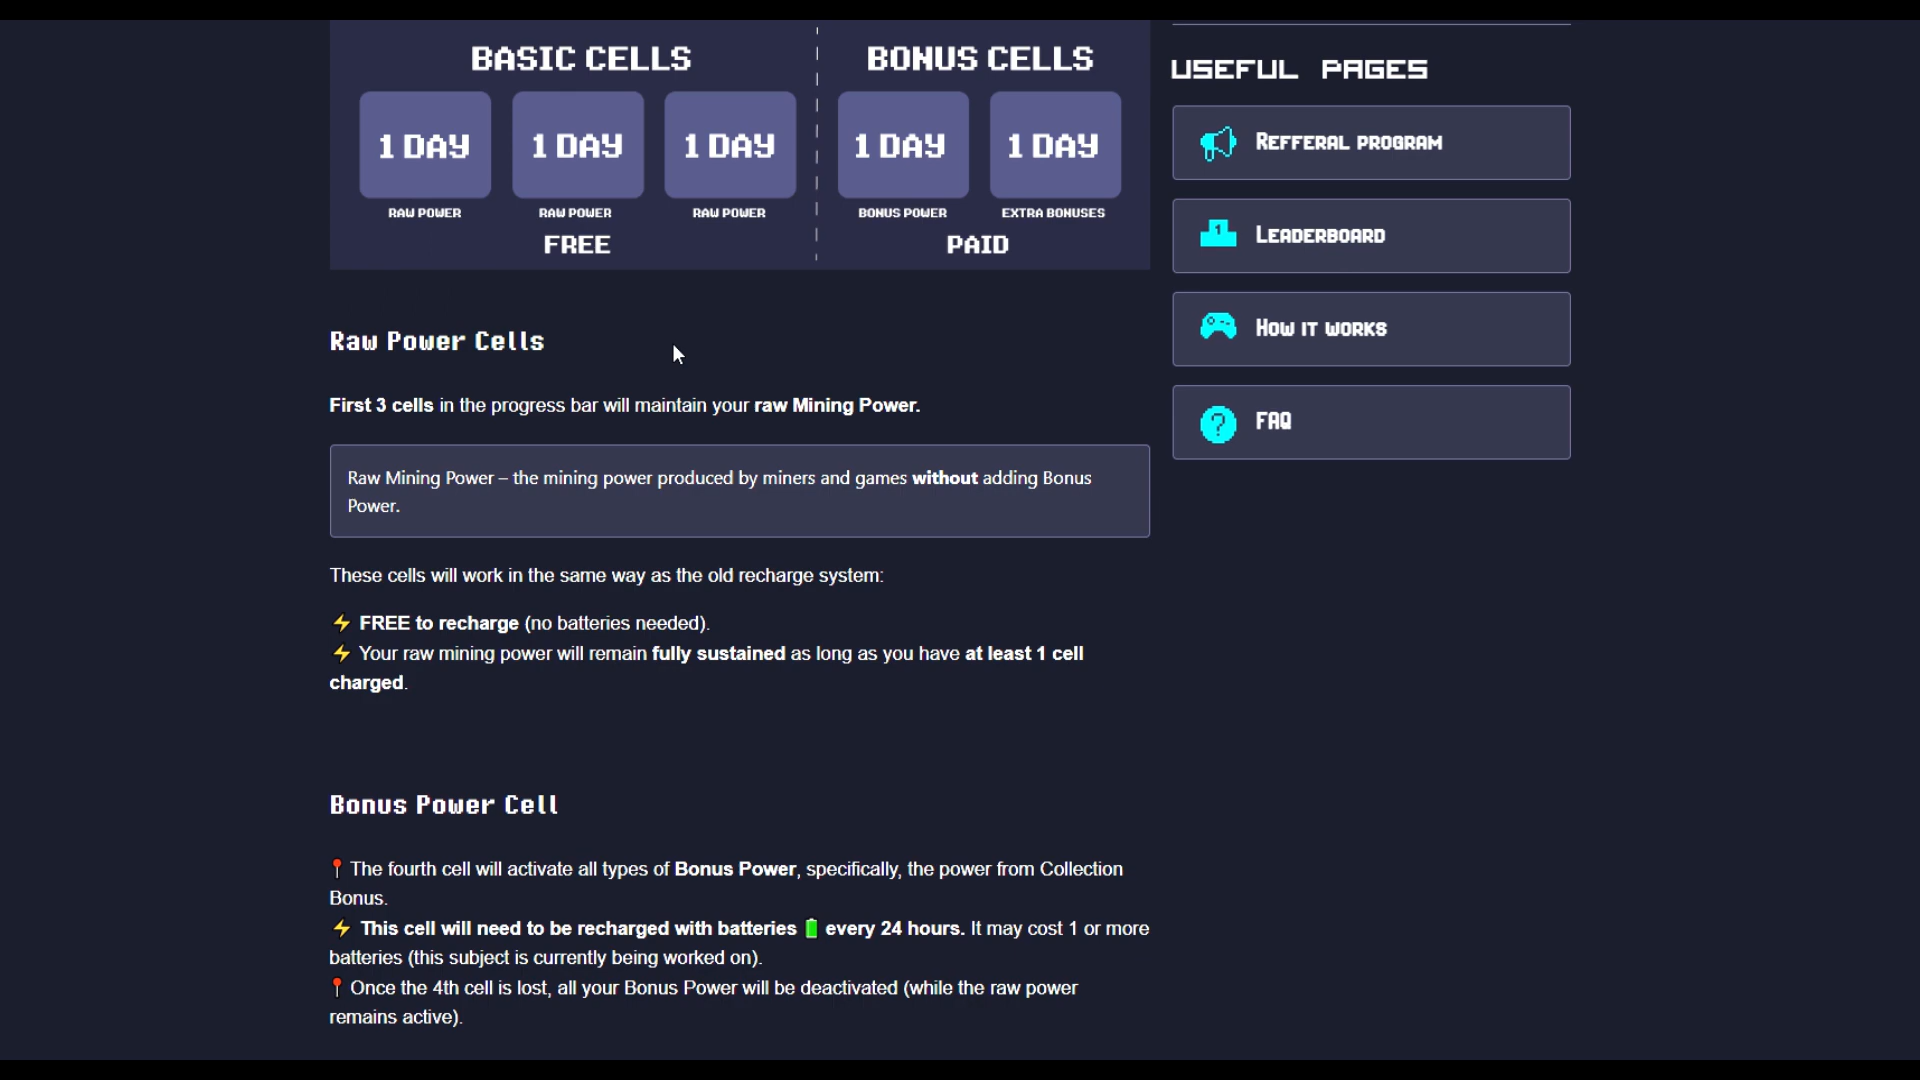 BASIC CELLS
BONUS CELLS
1 DAY
1 DAY
1 DAY
1 DAY
1 DAY
RAW POWER
RAW POWER
RAW POWER
BONUS POWER
EXTRA BONUSES
FREE
PAID
Raw Power Cells
First 3 cells in the progress bar will maintain your raw Mining Power.
Raw Mining Power – the mining power produced by miners and games without adding Bonus
Power.
These cells will work in the same way as the old recharge system:
⚡ FREE to recharge (no batteries needed).
⚡ Your raw mining power will remain fully sustained as long as you have at least 1 cell
charged.
Bonus Power Cell
📍 The fourth cell will activate all types of Bonus Power, specifically, the power from Collection
Bonus.
⚡ This cell will need to be recharged with batteries 🔋 every 24 hours. It may cost 1 or more
batteries (this subject is currently being worked on).
📍 Once the 4th cell is lost, all your Bonus Power will be deactivated (while the raw power
remains active).
USEFUL PAGES
REFFERAL PROGRAM
1
LEADERBOARD
HOW IT WORKS
?
FAQ